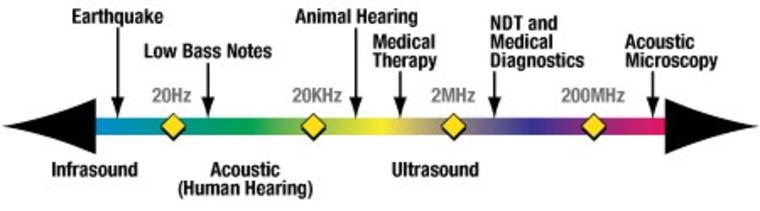 Earthquake
Animal Hearing
Low Bass Notes
Medical
Therapy
NDT and
Medical
Diagnostics
Acoustic
Microscopy
20Hz
20KHz
2MHz
200MHz
Infrasound
Acoustic
(Human Hearing)
Ultrasound